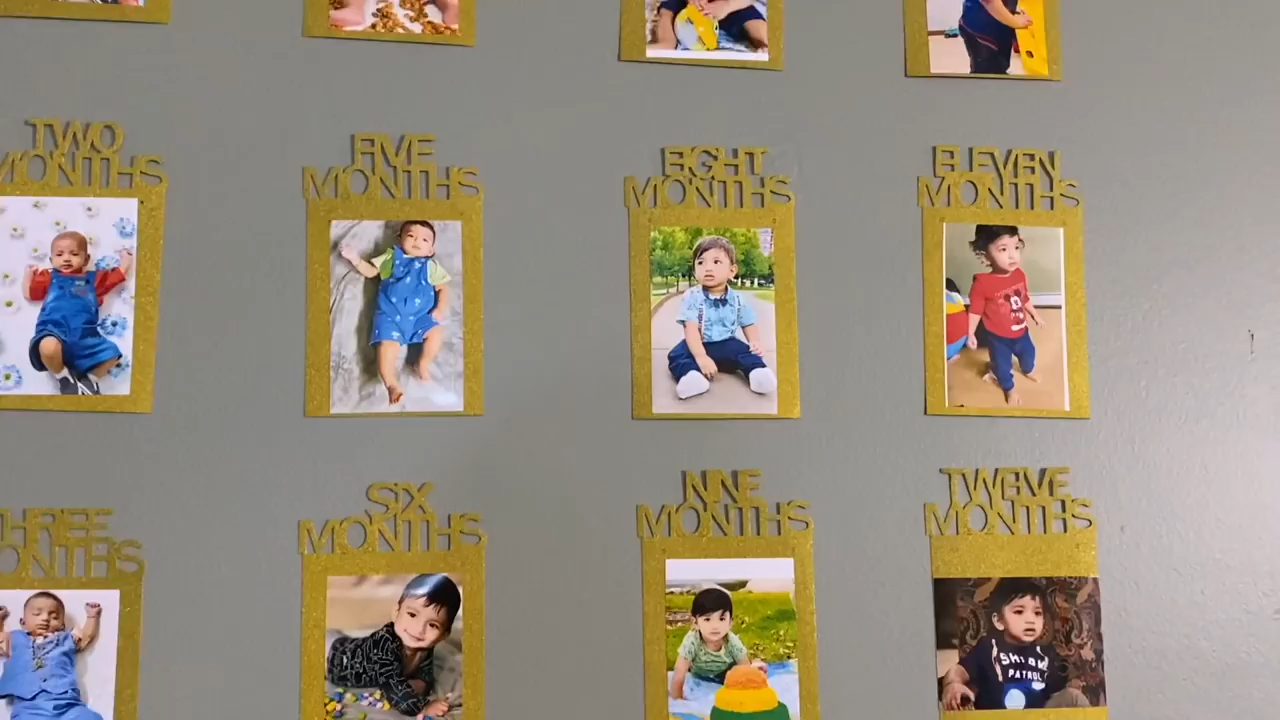 TWO
MONTHS
FIVE
MONTHS
EIGHT
MONTHS
ELEVEN
MONTHS
THREE
MONTHS
SIX
MONTHS
NINE
MONTHS
TWELVE
MONTHS
PATROL